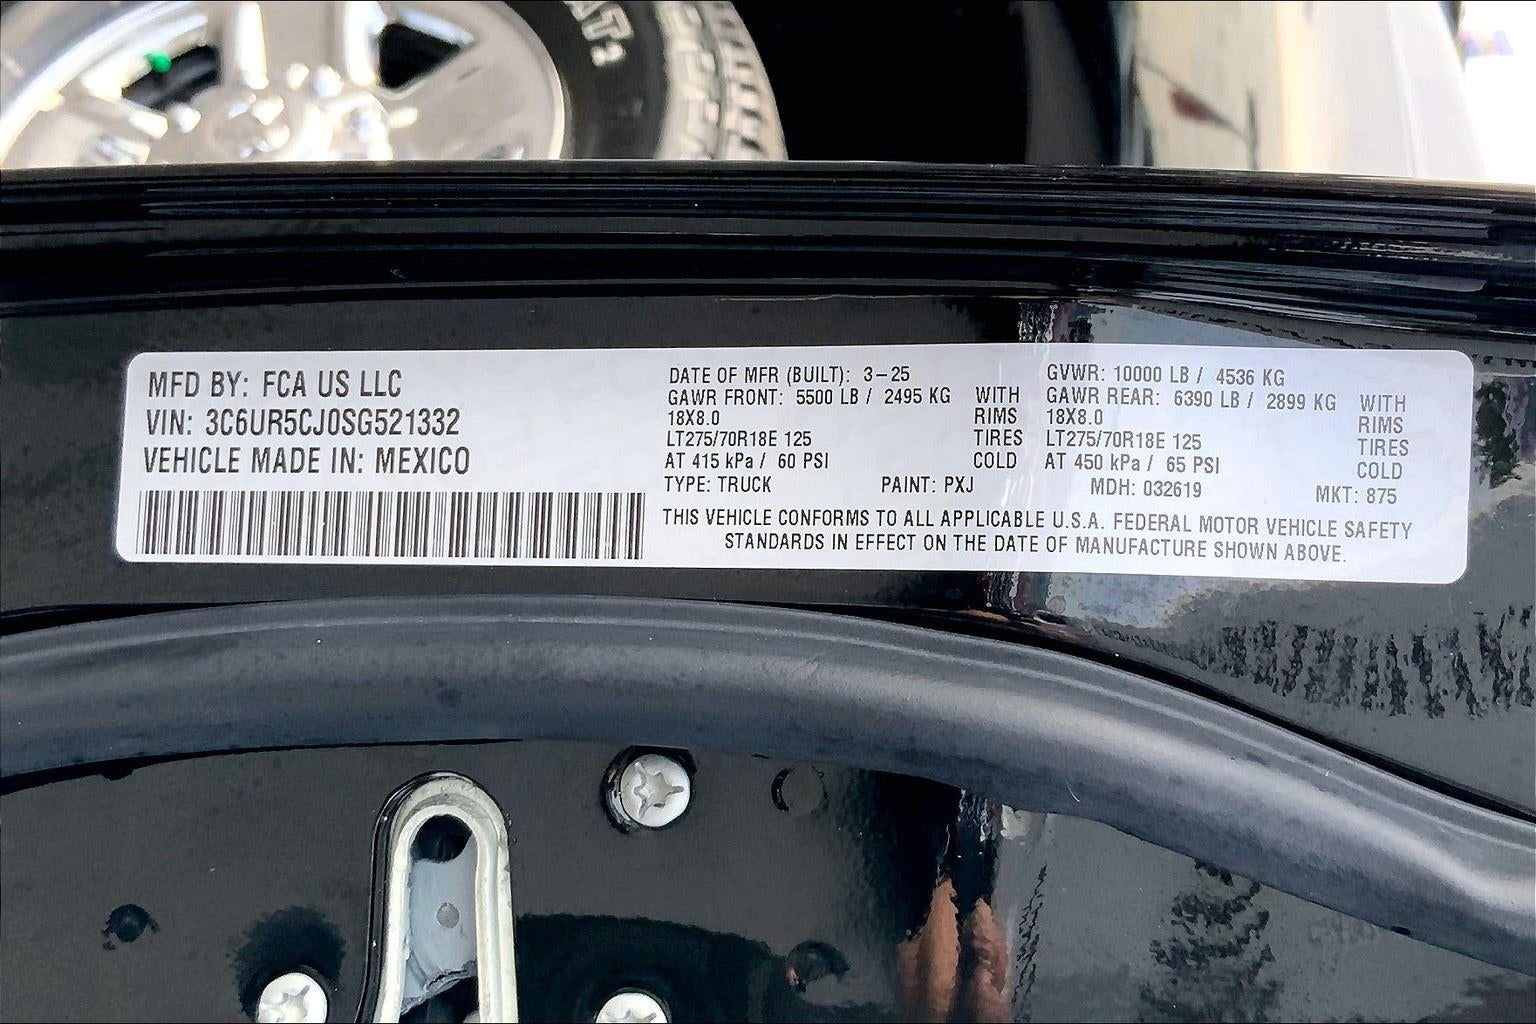 AT2
MFD BY: FCA US LLC
VIN: 3C6UR5CJ0SG521332
VEHICLE MADE IN: MEXICO
DATE OF MFR (BUILT): 3-25
GAWR FRONT: 5500 LB / 2495 KG WITH
18X8.0 RIMS
LT275/70R18E 125 TIRES
AT 415 kPa / 60 PSI COLD
GVWR: 10000 LB / 4536 KG
GAWR REAR: 6390 LB / 2899 KG WITH
18X8.0 RIMS
LT275/70R18E 125 TIRES
AT 450 kPa / 65 PSI COLD
TYPE: TRUCK PAINT: PXJ MDH: 032619 MKT: 875
THIS VEHICLE CONFORMS TO ALL APPLICABLE U.S.A. FEDERAL MOTOR VEHICLE SAFETY
STANDARDS IN EFFECT ON THE DATE OF MANUFACTURE SHOWN ABOVE.